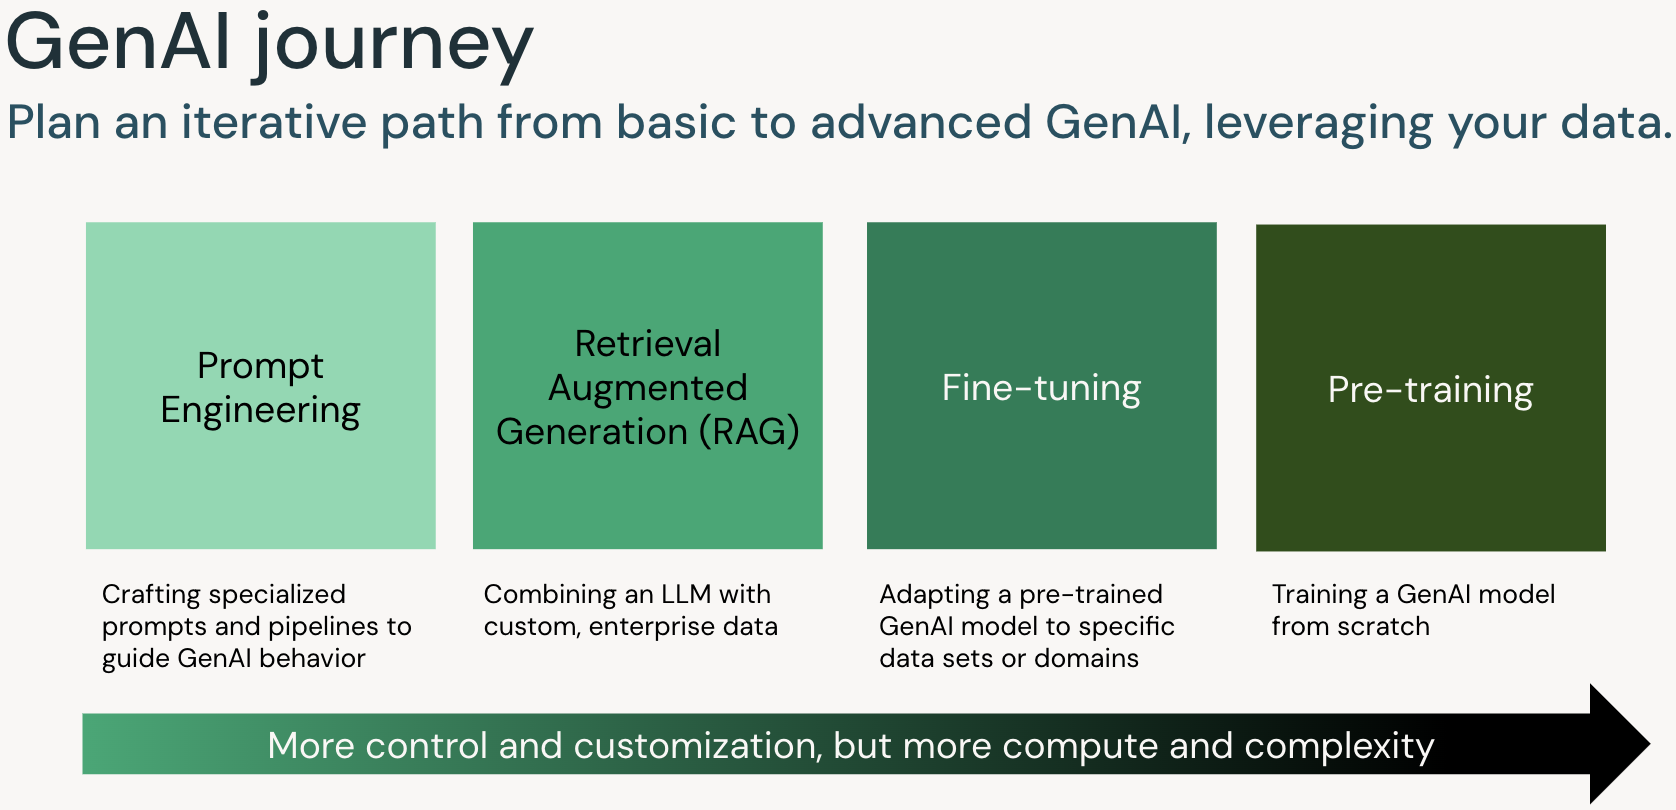 GenAI journey
Plan an iterative path from basic to advanced GenAI, leveraging your data.
Prompt
Engineering
Retrieval
Augmented
Generation (RAG)
Fine-tuning
Pre-training
Crafting specialized
prompts and pipelines to
guide GenAI behavior
Combining an LLM with
custom, enterprise data
Adapting a pre-trained
GenAI model to specific
data sets or domains
Training a GenAI model
from scratch
More control and customization, but more compute and complexity